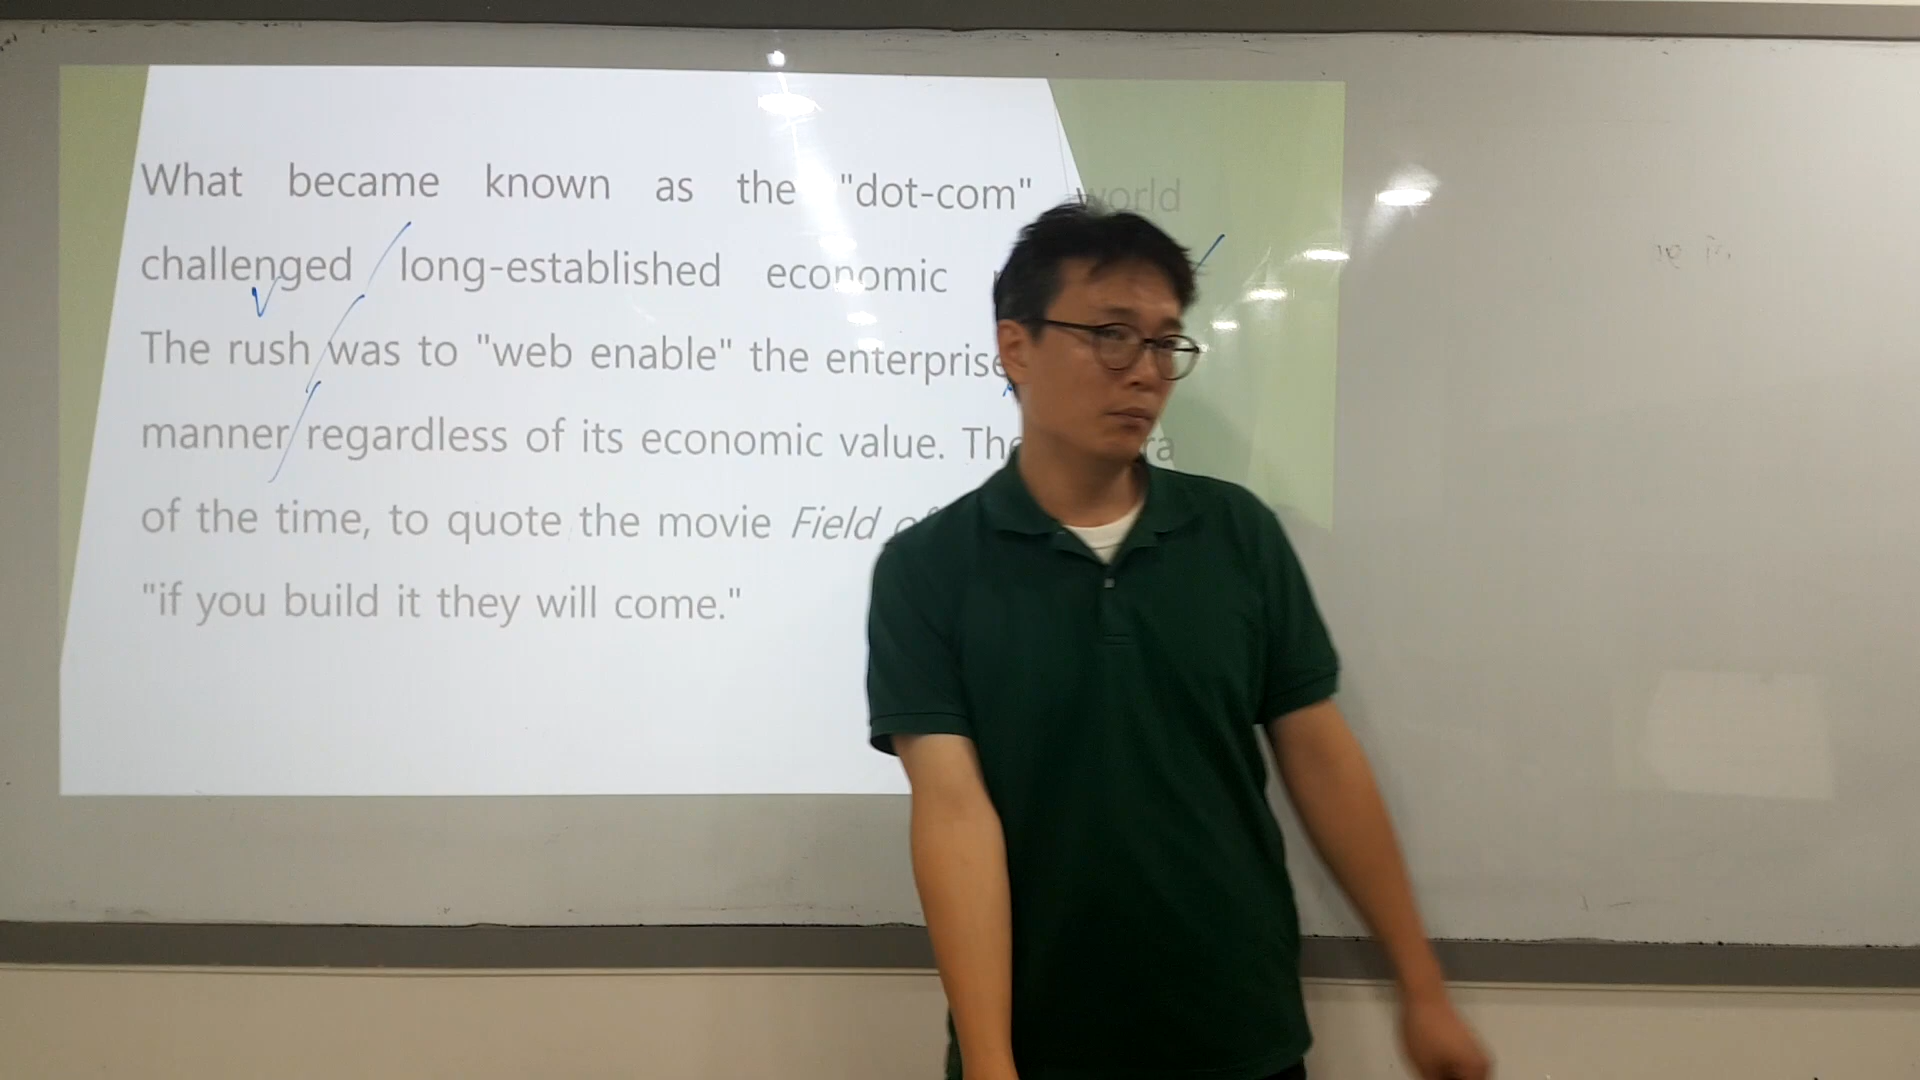 What became known as the "dot-com" world
challenged long-established economic
The rush was to "web enable" the enterprise
manner regardless of its economic value.
of the time, to quote the movie Field
"if you build it they will come."